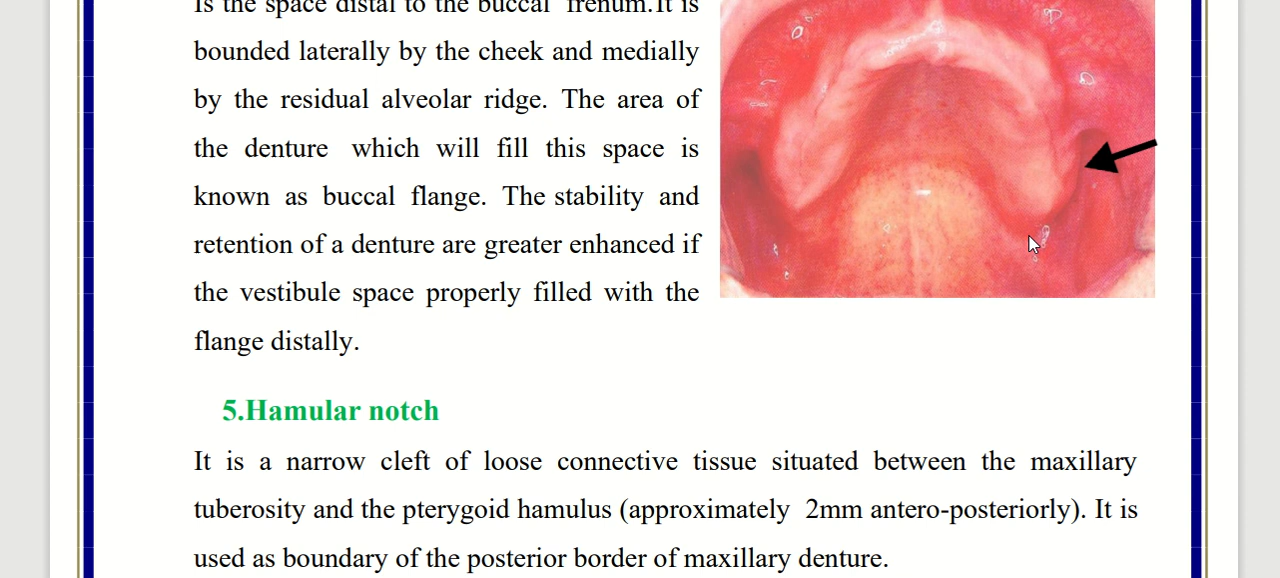 Is the space distal to the buccal frenum.It is
bounded laterally by the cheek and medially
by the residual alveolar ridge. The area of
the denture which will fill this space is
known as buccal flange. The stability and
retention of a denture are greater enhanced if
the vestibule space properly filled with the
flange distally.
5.Hamular notch
It is a narrow cleft of loose connective tissue situated between the maxillary
tuberosity and the pterygoid hamulus (approximately 2mm antero-posteriorly). It is
used as boundary of the posterior border of maxillary denture.